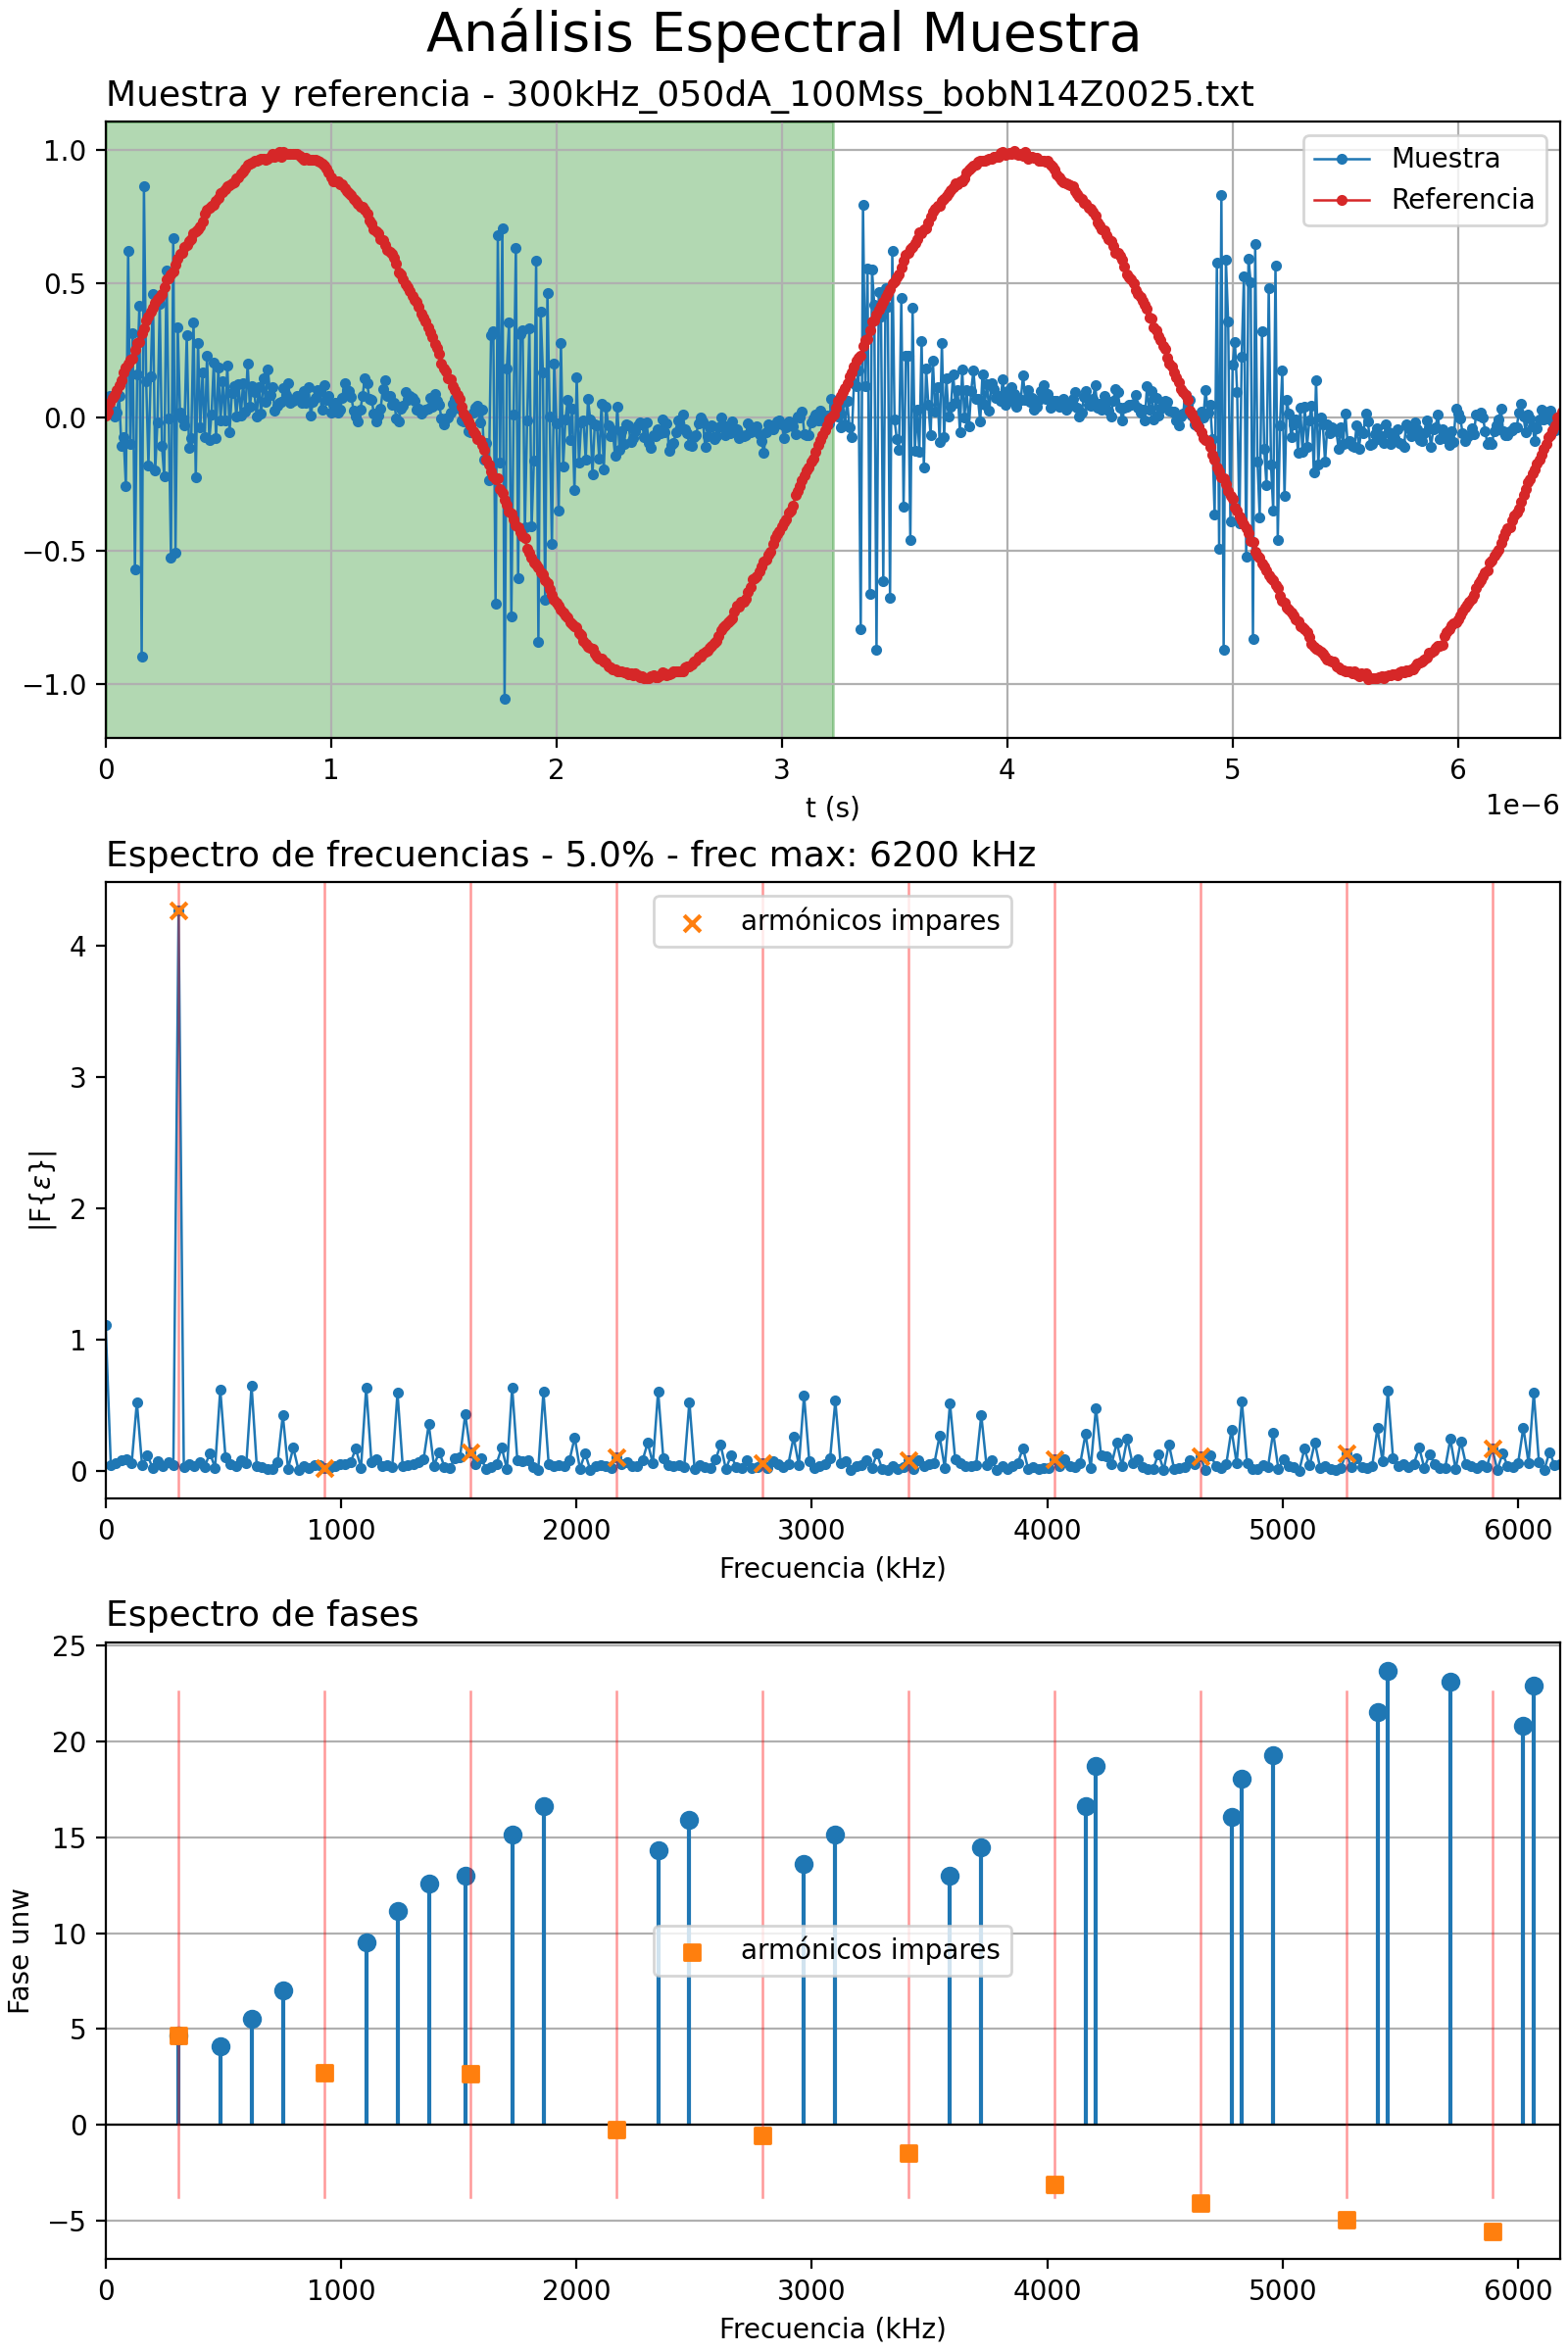 Análisis Espectral Muestra
Muestra y referencia - 300kHz_050dA_100Mss_bobN14Z0025.txt
1.0
0.5
0.0
−0.5
−1.0
Muestra
Referencia
0 1 2 3 4 5 6
t (s)
1e−6
Espectro de frecuencias - 5.0% - frec max: 6200 kHz
armónicos impares
4
3
2
1
0
|F{ε}|
0 1000 2000 3000 4000 5000 6000
Frecuencia (kHz)
Espectro de fases
25
20
15
10
5
0
−5
Fase unw
armónicos impares
0 1000 2000 3000 4000 5000 6000
Frecuencia (kHz)